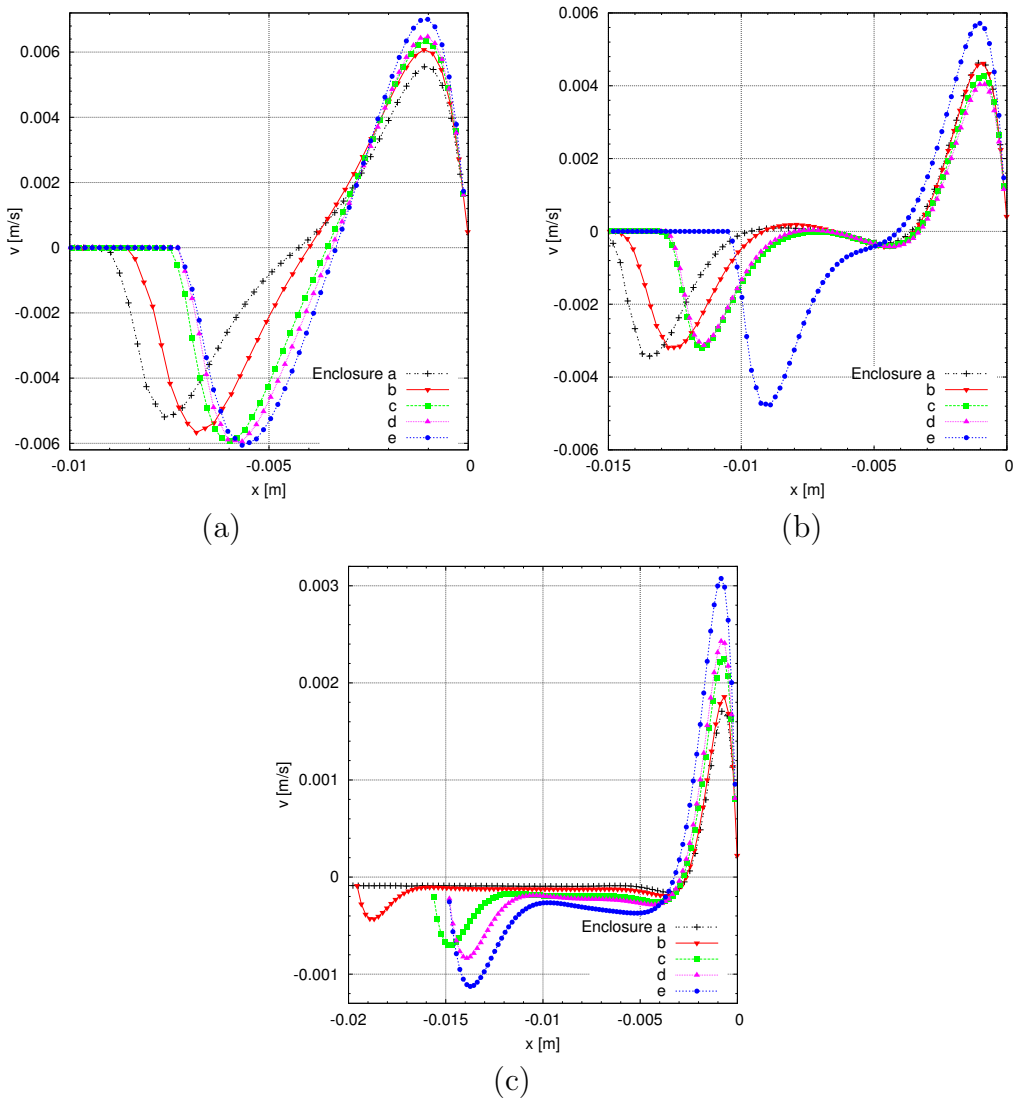 0.006
0.004
0.002
0
-0.002
-0.004
-0.006
v [m/s]
Enclosure a
b
c
d
e
-0.01
-0.005
0
x [m]
(a)
0.006
0.004
0.002
0
-0.002
-0.004
-0.006
v [m/s]
Enclosure a
b
c
d
e
-0.015
-0.01
-0.005
0
x [m]
(b)
0.003
0.002
0.001
0
-0.001
v [m/s]
Enclosure a
b
c
d
e
-0.02
-0.015
-0.01
-0.005
0
x [m]
(c)